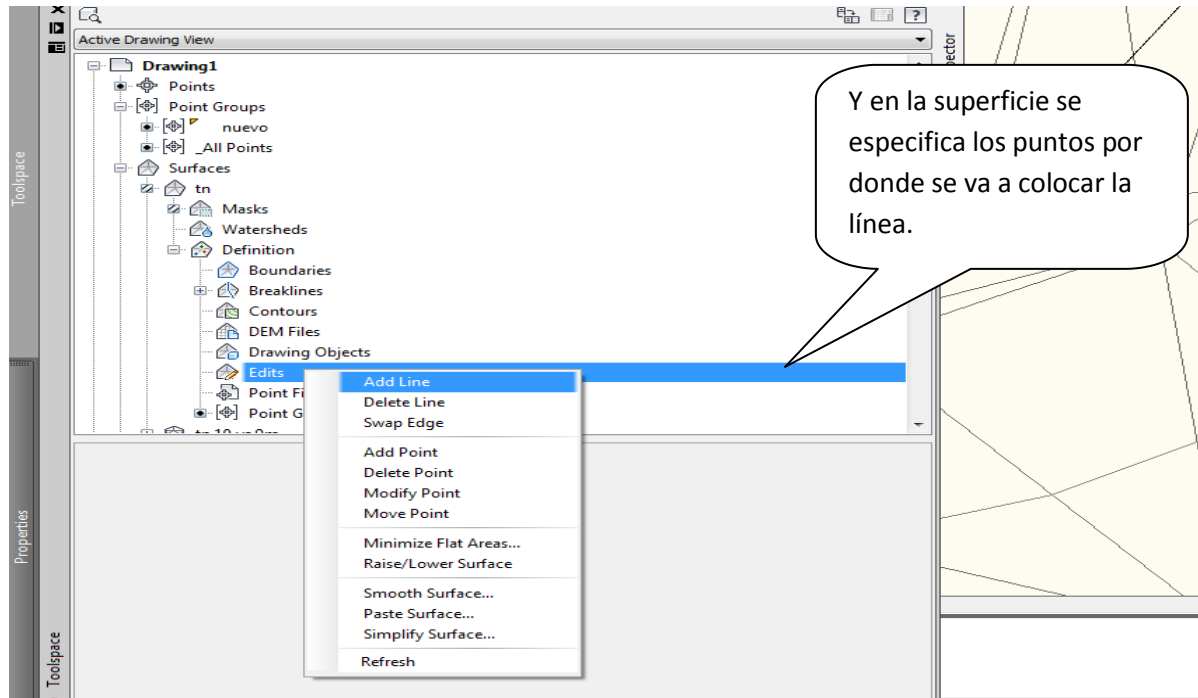 Active Drawing View
Drawing1
Points
Point Groups
nuevo
_All Points
Surfaces
tn
Masks
Watersheds
Definition
Boundaries
Breaklines
Contours
DEM Files
Drawing Objects
Edits
Point Fi
Point G
Add Line
Delete Line
Swap Edge
Add Point
Delete Point
Modify Point
Move Point
Minimize Flat Areas...
Raise/Lower Surface
Smooth Surface...
Paste Surface...
Simplify Surface...
Refresh
Y en la superficie se
especifica los puntos por
donde se va a colocar la
línea.
Toolspace
Properties
Toolspace